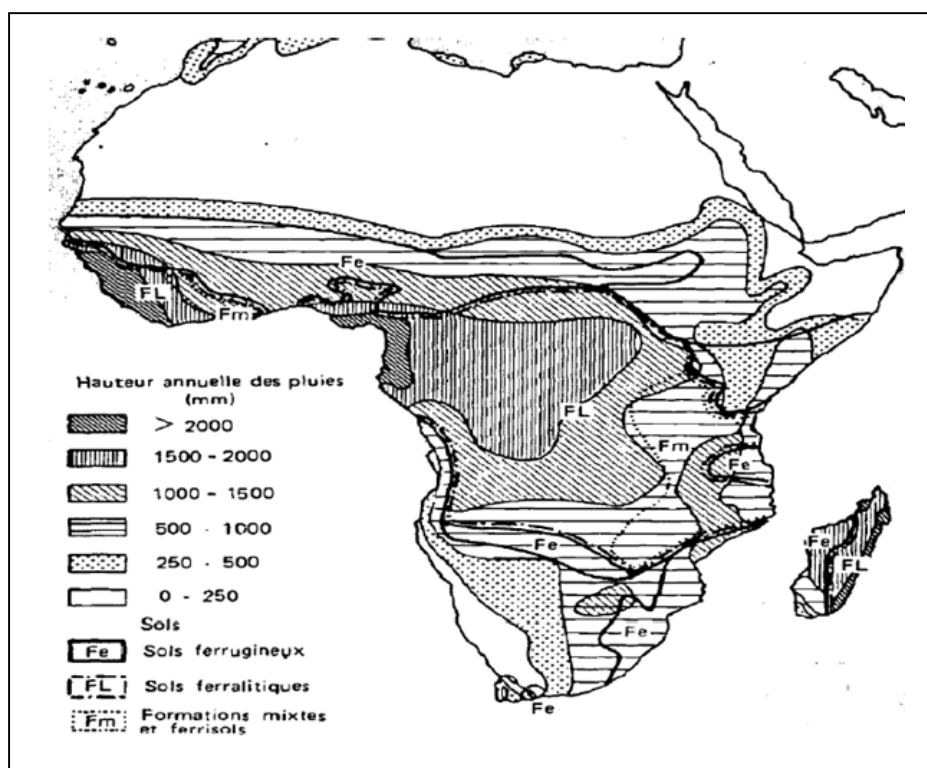 Fe
FL
Fm
FL
Fm
Fe
Fe
Fe
Fe
FL
Fe
Hauteur annuelle des pluies
(mm)
> 2000
1500 - 2000
1000 - 1500
500 - 1000
250 - 500
0 - 250
Sols
Fe Sols ferrugineux
FL Sols ferralitiques
Fm Formations mixtes
et ferrisols